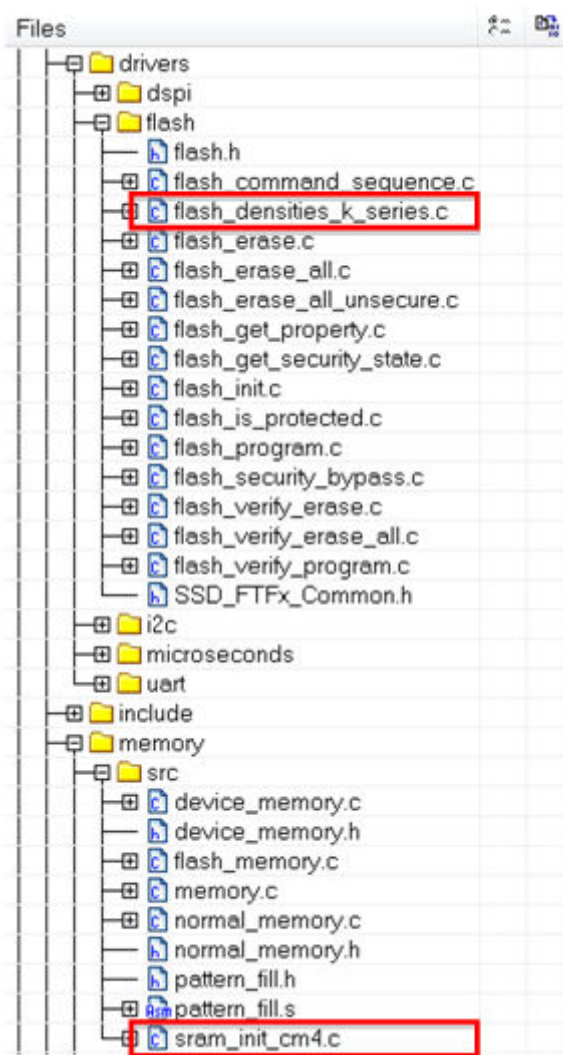 Files
drivers
dspi
flash
flash.h
flash_command_sequence.c
flash_densities_k_series.c
flash_erase.c
flash_erase_all.c
flash_erase_all_unsecure.c
flash_get_property.c
flash_get_security_state.c
flash_init.c
flash_is_protected.c
flash_program.c
flash_security_bypass.c
flash_verify_erase.c
flash_verify_erase_all.c
flash_verify_program.c
SSD_FTFx_Common.h
i2c
microseconds
uart
include
memory
src
device_memory.c
device_memory.h
flash_memory.c
memory.c
normal_memory.c
normal_memory.h
pattern_fill.h
pattern_fill.s
sram_init_cm4.c